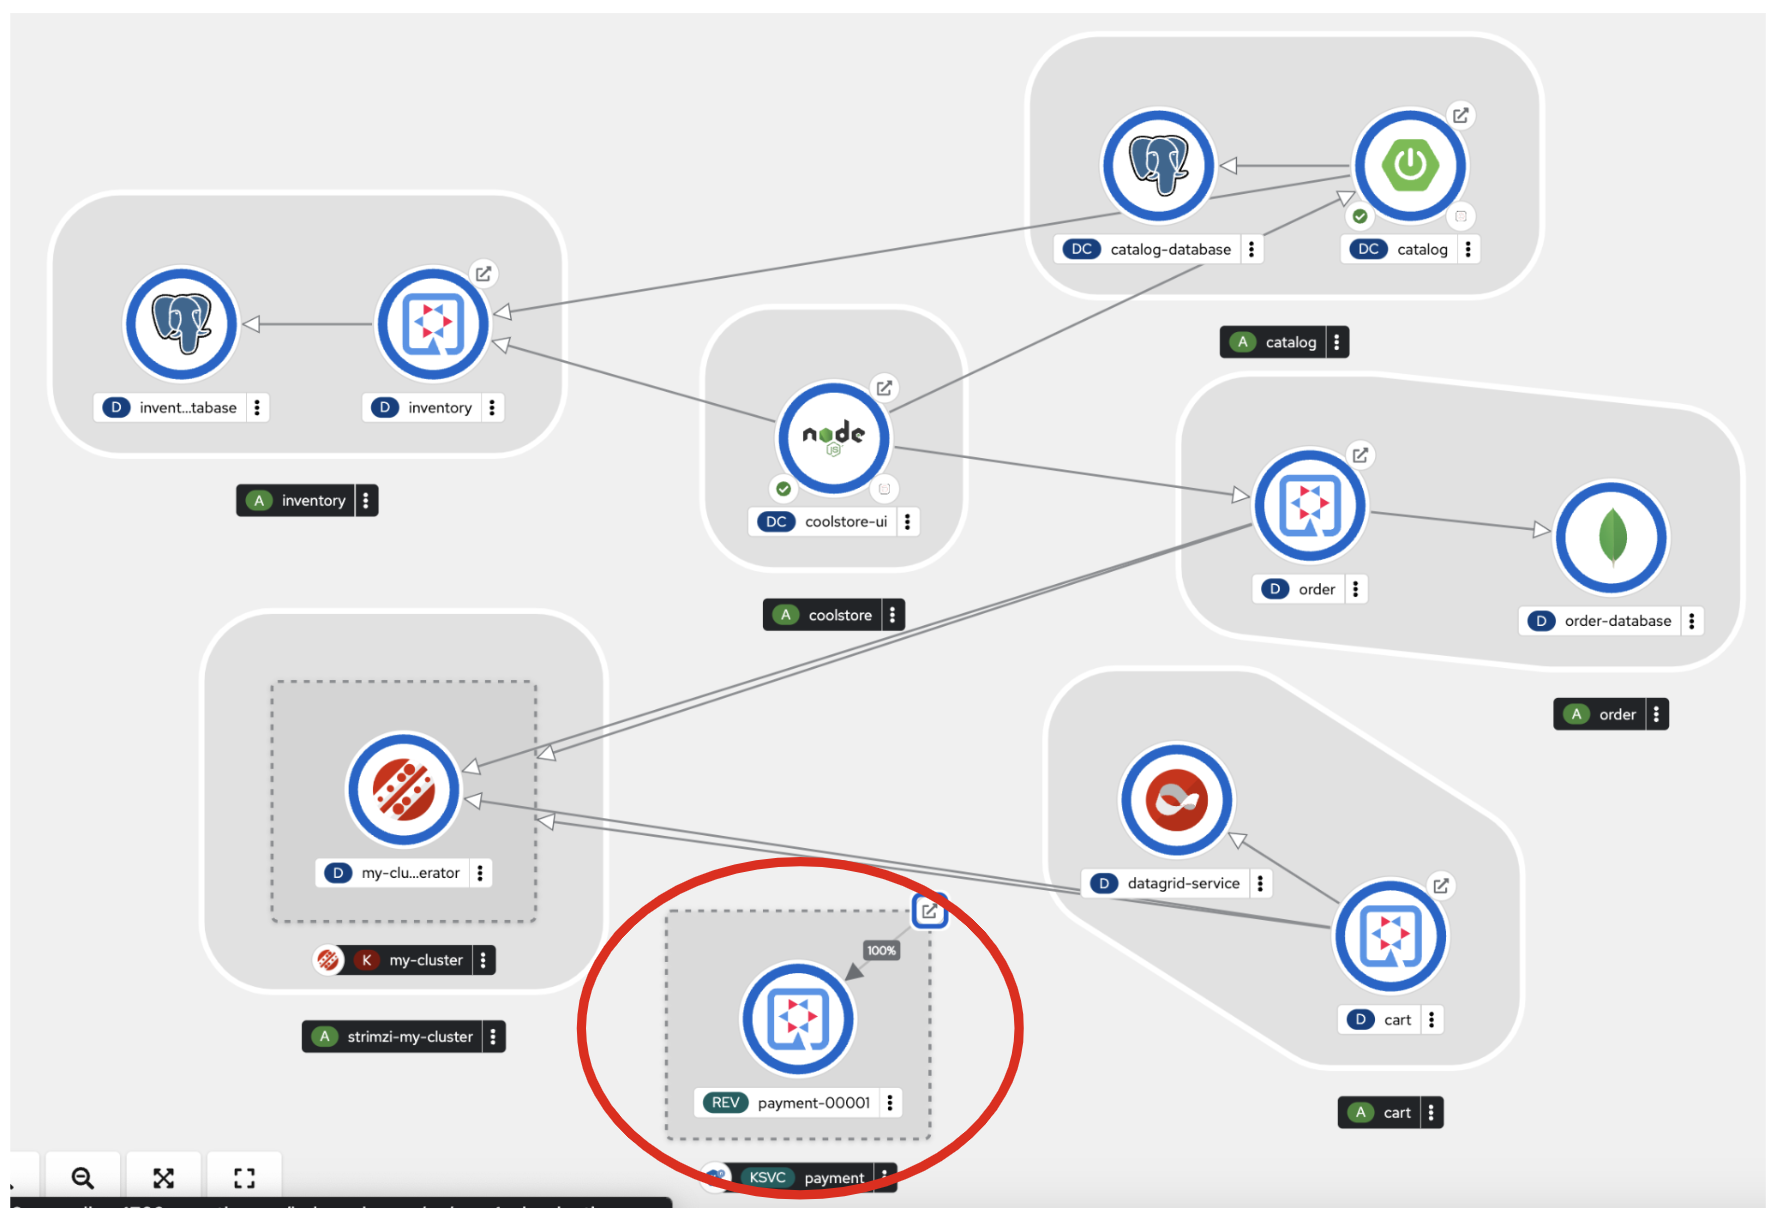 DC catalog-database
DC catalog
A catalog
D invent...tabase
D inventory
A inventory
node
JS
DC coolstore-ui
A coolstore
D order
D order-database
A order
D my-clu...erator
K my-cluster
A strimzi-my-cluster
D datagrid-service
D cart
A cart
100%
REV payment-00001
KSVC payment